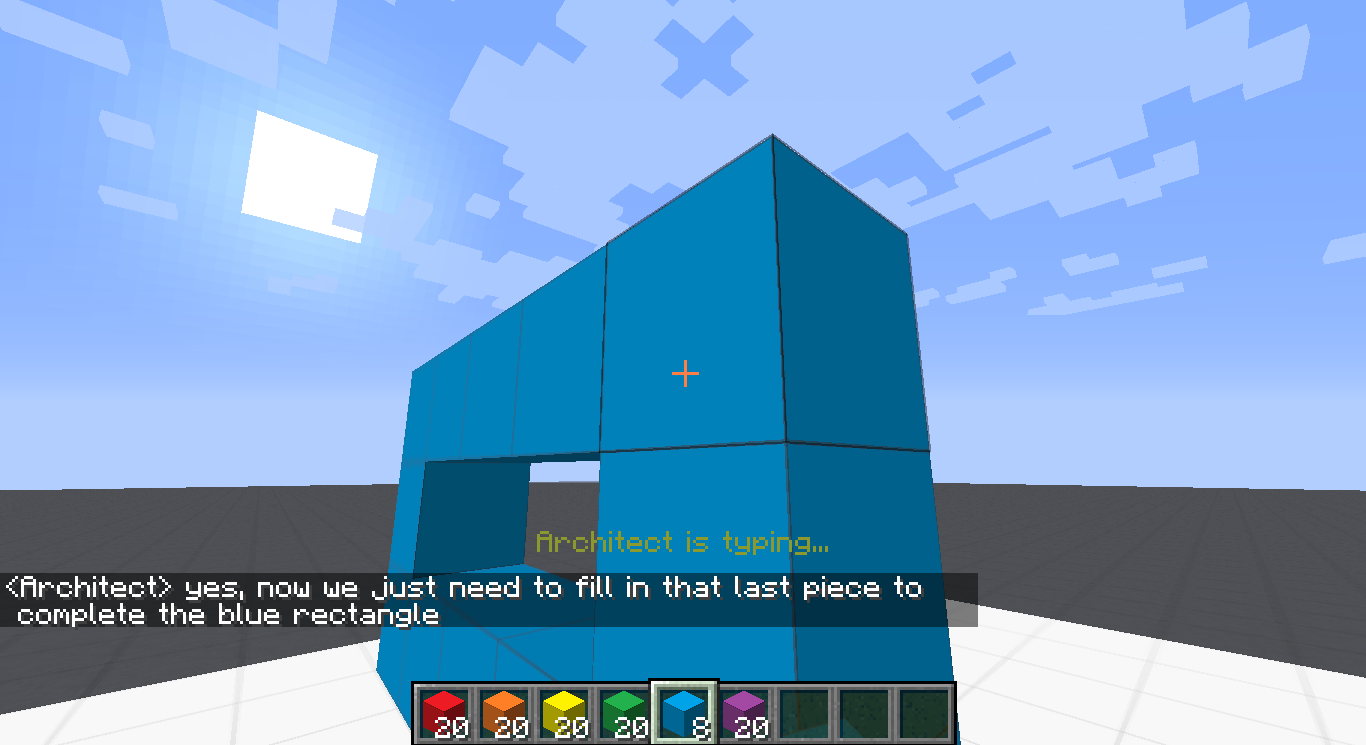 Architect is typing...
<Architect> yes, now we just need to fill in that last piece to
complete the blue rectangle
20 20 20 20 8 20